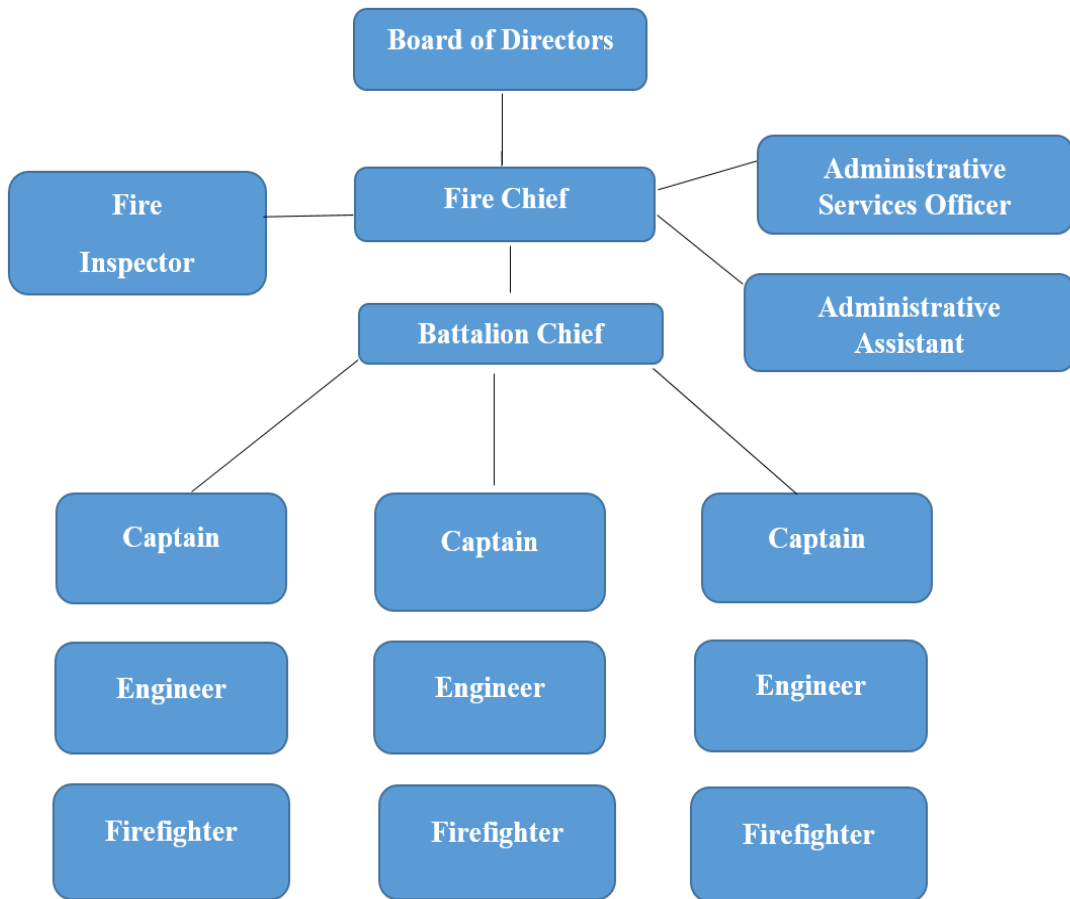 Board of Directors
Fire Chief
Fire
Inspector
Administrative
Services Officer
Administrative
Assistant
Battalion Chief
Captain
Captain
Captain
Engineer
Engineer
Engineer
Firefighter
Firefighter
Firefighter